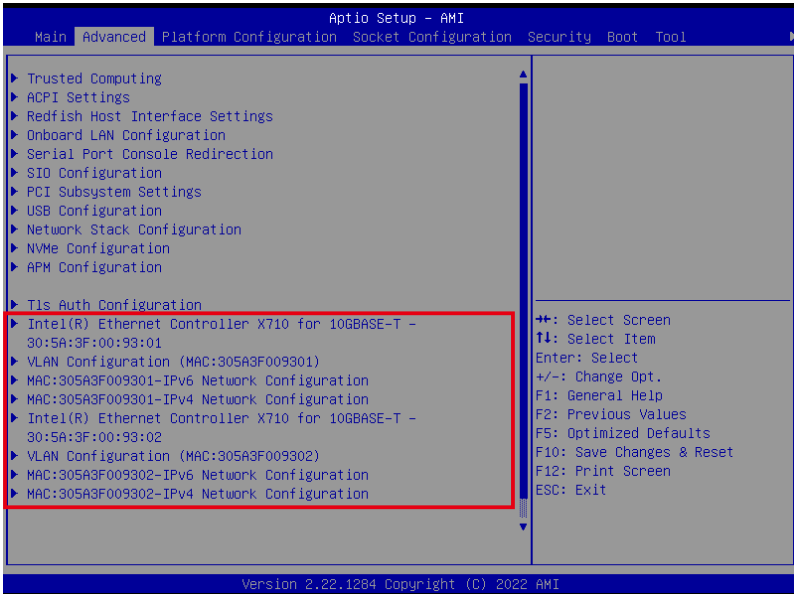 Aptio Setup – AMI
Main Advanced Platform Configuration Socket Configuration Security Boot Tool
Trusted Computing
ACPI Settings
Redfish Host Interface Settings
Onboard LAN Configuration
Serial Port Console Redirection
SIO Configuration
PCI Subsystem Settings
USB Configuration
Network Stack Configuration
NVMe Configuration
APM Configuration
Tls Auth Configuration
Intel(R) Ethernet Controller X710 for 10GBASE-T –
30:5A:3F:00:93:01
VLAN Configuration (MAC:305A3F009301)
MAC:305A3F009301-IPv6 Network Configuration
MAC:305A3F009301-IPv4 Network Configuration
Intel(R) Ethernet Controller X710 for 10GBASE-T –
30:5A:3F:00:93:02
VLAN Configuration (MAC:305A3F009302)
MAC:305A3F009302-IPv6 Network Configuration
MAC:305A3F009302-IPv4 Network Configuration
→←: Select Screen
↑↓: Select Item
Enter: Select
+/-: Change Opt.
F1: General Help
F2: Previous Values
F5: Optimized Defaults
F10: Save Changes & Reset
F12: Print Screen
ESC: Exit
Version 2.22.1284 Copyright (C) 2022 AMI